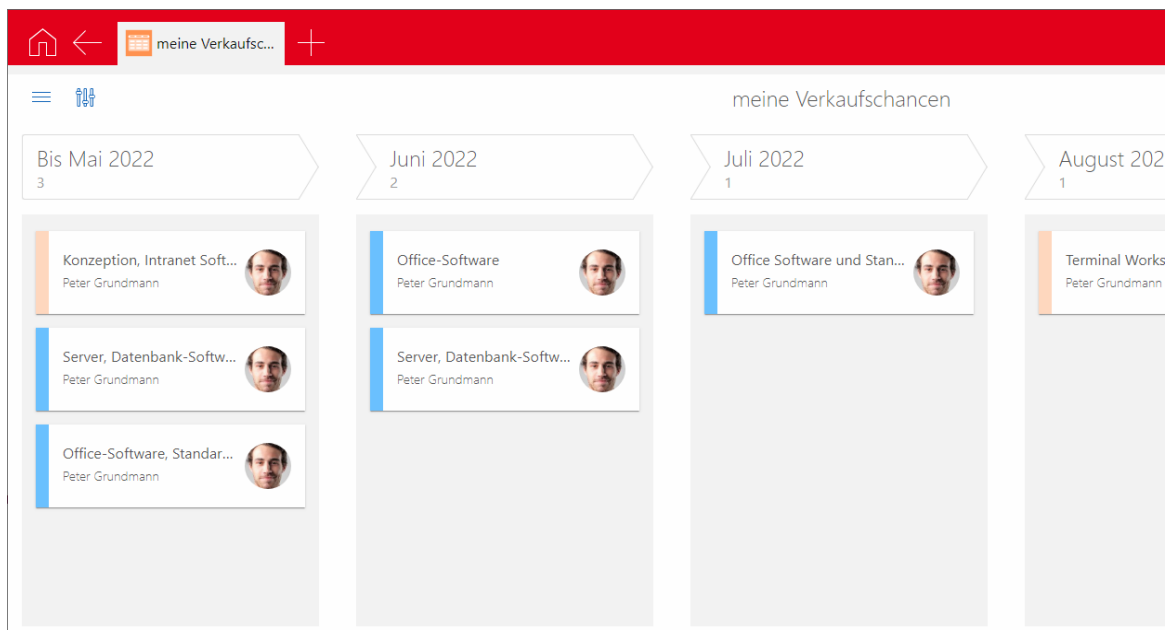 meine Verkaufsc...
meine Verkaufschancen
Bis Mai 2022
3
Juni 2022
2
Juli 2022
1
August 202
1
Konzeption, Intranet Soft...
Peter Grundmann
Server, Datenbank-Softw...
Peter Grundmann
Office-Software, Standar...
Peter Grundmann
Office-Software
Peter Grundmann
Server, Datenbank-Softw...
Peter Grundmann
Office Software und Stan...
Peter Grundmann
Terminal Works
Peter Grundmann